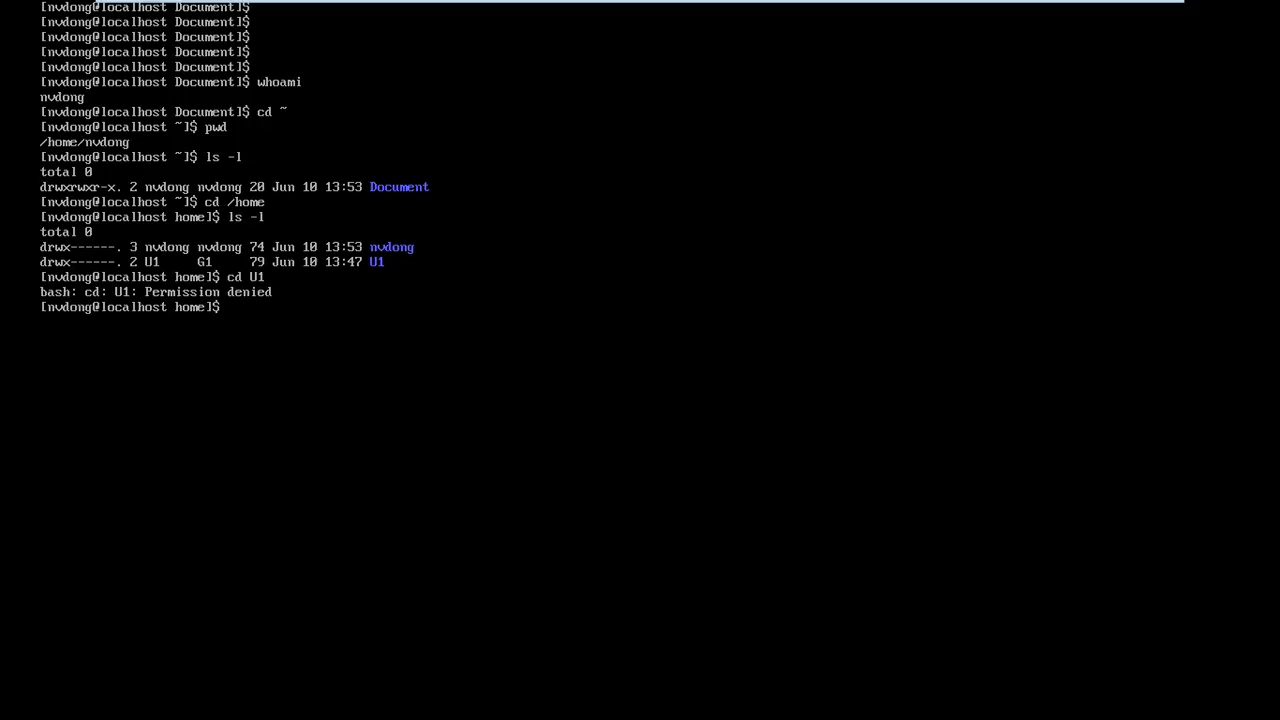 [nvdong@localhost Document]$
[nvdong@localhost Document]$
[nvdong@localhost Document]$
[nvdong@localhost Document]$
[nvdong@localhost Document]$
[nvdong@localhost Document]$ whoami
nvdong
[nvdong@localhost Document]$ cd ~
[nvdong@localhost ~]$ pwd
/home/nvdong
[nvdong@localhost ~]$ ls -l
total 0
drwxrwxr-x. 2 nvdong nvdong 20 Jun 10 13:53 Document
[nvdong@localhost ~]$ cd /home
[nvdong@localhost home]$ ls -l
total 0
drwx------. 3 nvdong nvdong 74 Jun 10 13:53 nvdong
drwx------. 2 U1     G1     79 Jun 10 13:47 U1
[nvdong@localhost home]$ cd U1
bash: cd: U1: Permission denied
[nvdong@localhost home]$